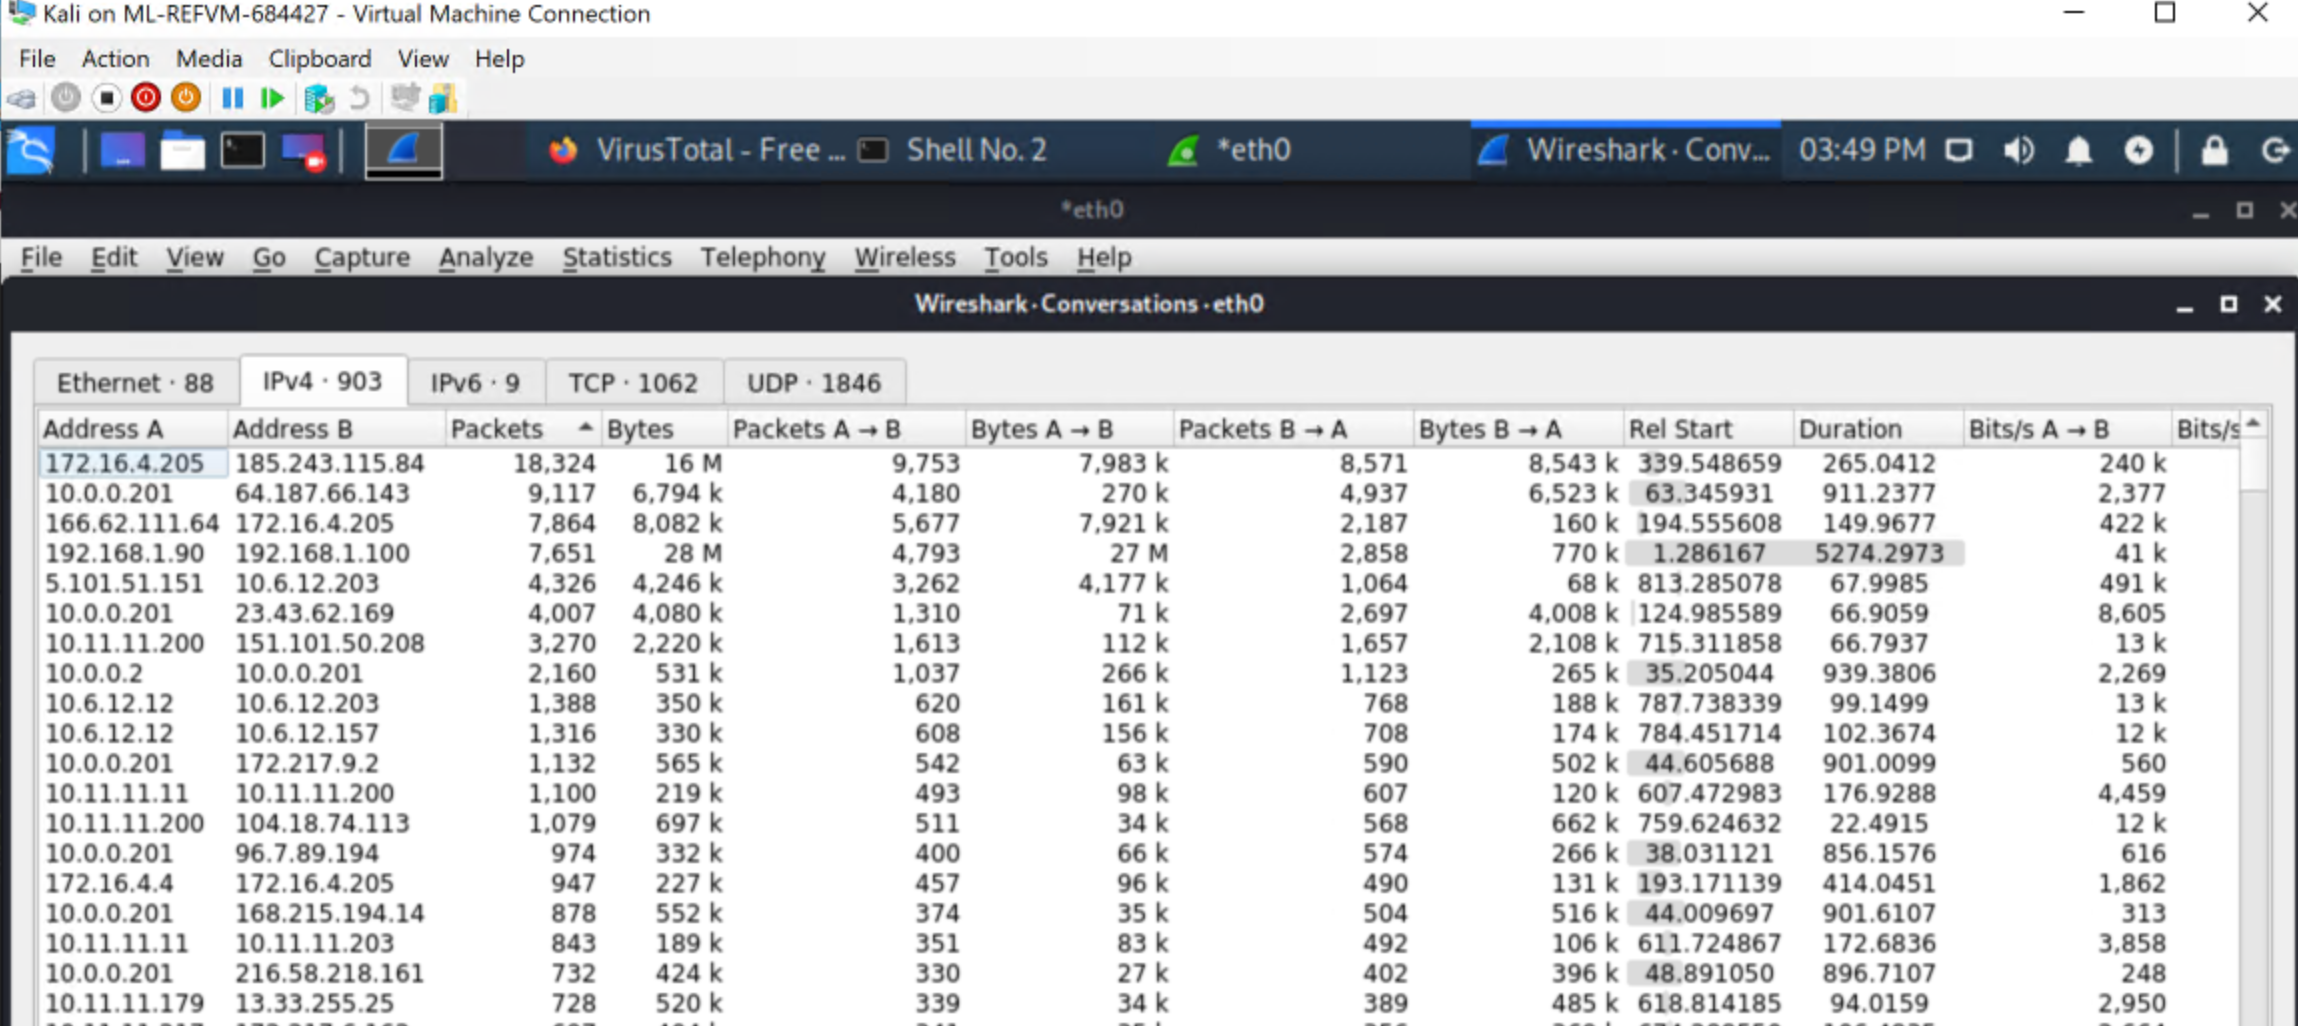 Kali on ML-REFVM-684427 - Virtual Machine Connection
File Action Media Clipboard View Help
VirusTotal - Free ... Shell No. 2 *eth0 Wireshark · Conv... 03:49 PM
*eth0
File Edit View Go Capture Analyze Statistics Telephony Wireless Tools Help
Wireshark · Conversations · eth0
Ethernet · 88 IPv4 · 903 IPv6 · 9 TCP · 1062 UDP · 1846
Address A Address B Packets Bytes Packets A → B Bytes A → B Packets B → A Bytes B → A Rel Start Duration Bits/s A → B Bits/s
172.16.4.205 185.243.115.84 18,324 16 M 9,753 7,983 k 8,571 8,543 k 339.548659 265.0412 240 k
10.0.0.201 64.187.66.143 9,117 6,794 k 4,180 270 k 4,937 6,523 k 63.345931 911.2377 2,377
166.62.111.64 172.16.4.205 7,864 8,082 k 5,677 7,921 k 2,187 160 k 194.555608 149.9677 422 k
192.168.1.90 192.168.1.100 7,651 28 M 4,793 27 M 2,858 770 k 1.286167 5274.2973 41 k
5.101.51.151 10.6.12.203 4,326 4,246 k 3,262 4,177 k 1,064 68 k 813.285078 67.9985 491 k
10.0.0.201 23.43.62.169 4,007 4,080 k 1,310 71 k 2,697 4,008 k 124.985589 66.9059 8,605
10.11.11.200 151.101.50.208 3,270 2,220 k 1,613 112 k 1,657 2,108 k 715.311858 66.7937 13 k
10.0.0.2 10.0.0.201 2,160 531 k 1,037 266 k 1,123 265 k 35.205044 939.3806 2,269
10.6.12.12 10.6.12.203 1,388 350 k 620 161 k 768 188 k 787.738339 99.1499 13 k
10.6.12.12 10.6.12.157 1,316 330 k 608 156 k 708 174 k 784.451714 102.3674 12 k
10.0.0.201 172.217.9.2 1,132 565 k 542 63 k 590 502 k 44.605688 901.0099 560
10.11.11.11 10.11.11.200 1,100 219 k 493 98 k 607 120 k 607.472983 176.9288 4,459
10.11.11.200 104.18.74.113 1,079 697 k 511 34 k 568 662 k 759.624632 22.4915 12 k
10.0.0.201 96.7.89.194 974 332 k 400 66 k 574 266 k 38.031121 856.1576 616
172.16.4.4 172.16.4.205 947 227 k 457 96 k 490 131 k 193.171139 414.0451 1,862
10.0.0.201 168.215.194.14 878 552 k 374 35 k 504 516 k 44.009697 901.6107 313
10.11.11.11 10.11.11.203 843 189 k 351 83 k 492 106 k 611.724867 172.6836 3,858
10.0.0.201 216.58.218.161 732 424 k 330 27 k 402 396 k 48.891050 896.7107 248
10.11.11.179 13.33.255.25 728 520 k 339 34 k 389 485 k 618.814185 94.0159 2,950